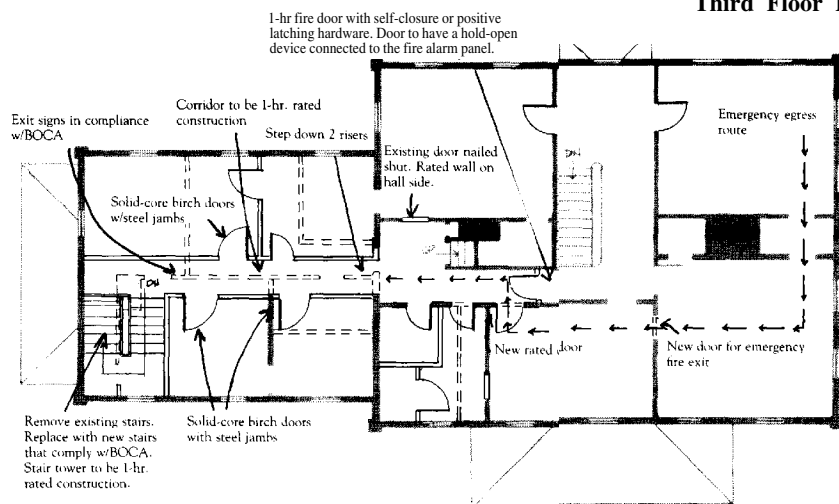 Third Floor
1-hr fire door with self-closure or positive
latching hardware. Door to have a hold-open
device connected to the fire alarm panel.
Exit signs in compliance
w/BOCA
Corridor to be 1-hr. rated
construction
Step down 2 risers
Emergency egress
route
Existing door nailed
shut. Rated wall on
hall side.
Solid-core birch doors
w/steel jambs
New rated door
New door for emergency
fire exit
Remove existing stairs.
Replace with new stairs
that comply w/BOCA.
Stair tower to be 1-hr.
rated construction.
Solid-core birch doors
with steel jambs